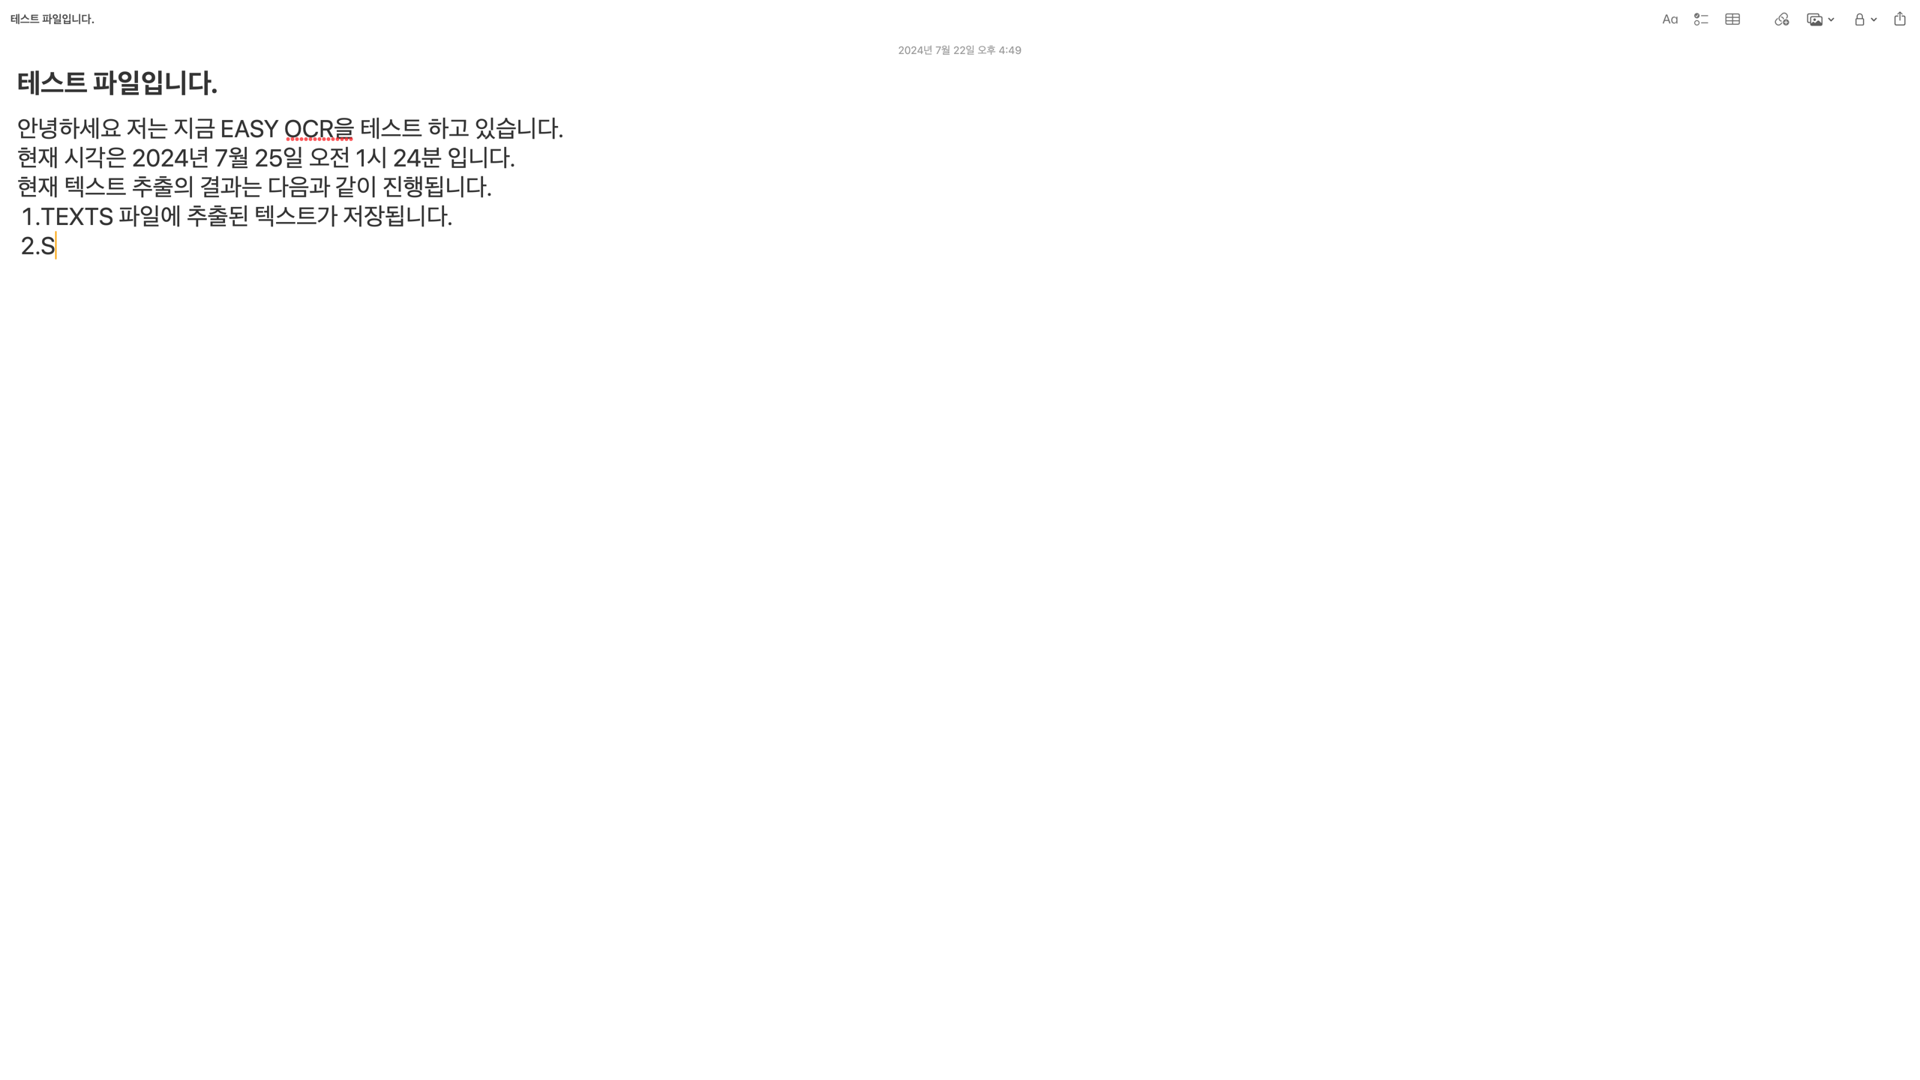 테스트 파일입니다.
Aa
2024년 7월 22일 오후 4:49
테스트 파일입니다.
안녕하세요 저는 지금 EASY OCR을 테스트 하고 있습니다.
현재 시각은 2024년 7월 25일 오전 1시 24분 입니다.
현재 텍스트 추출의 결과는 다음과 같이 진행됩니다.
1.TEXTS 파일에 추출된 텍스트가 저장됩니다.
2.S